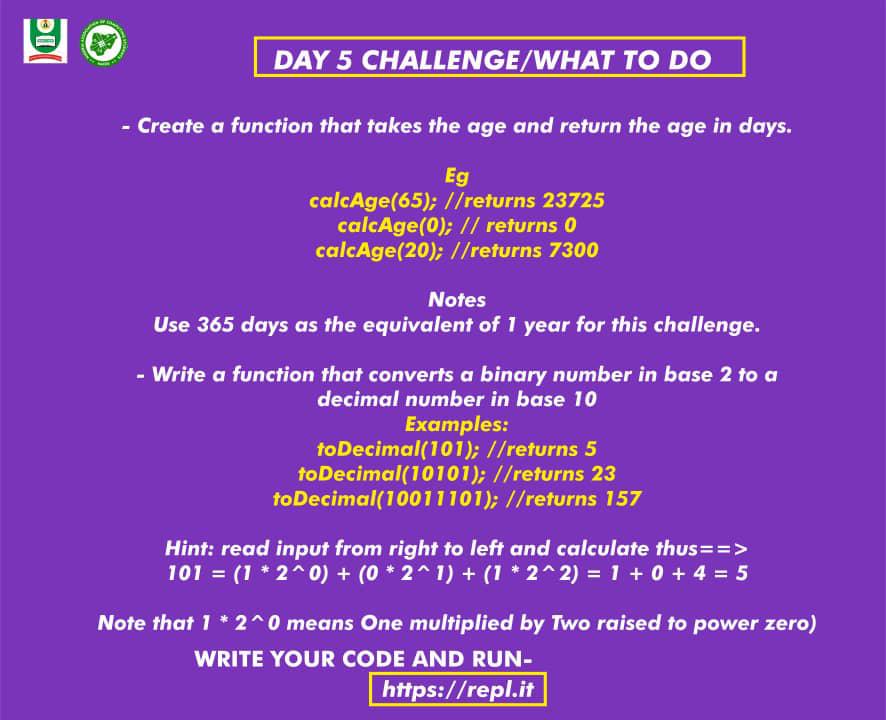 DAY 5 CHALLENGE/WHAT TO DO
- Create a function that takes the age and return the age in days.
Eg
calcAge(65); //returns 23725
calcAge(0); // returns 0
calcAge(20); //returns 7300
Notes
Use 365 days as the equivalent of 1 year for this challenge.
- Write a function that converts a binary number in base 2 to a
decimal number in base 10
Examples:
toDecimal(101); //returns 5
toDecimal(10101); //returns 23
toDecimal(10011101); //returns 157
Hint: read input from right to left and calculate thus==>
101 = (1 * 2^0) + (0 * 2^1) + (1 * 2^2) = 1 + 0 + 4 = 5
Note that 1 * 2^0 means One multiplied by Two raised to power zero)
WRITE YOUR CODE AND RUN-
https://repl.it